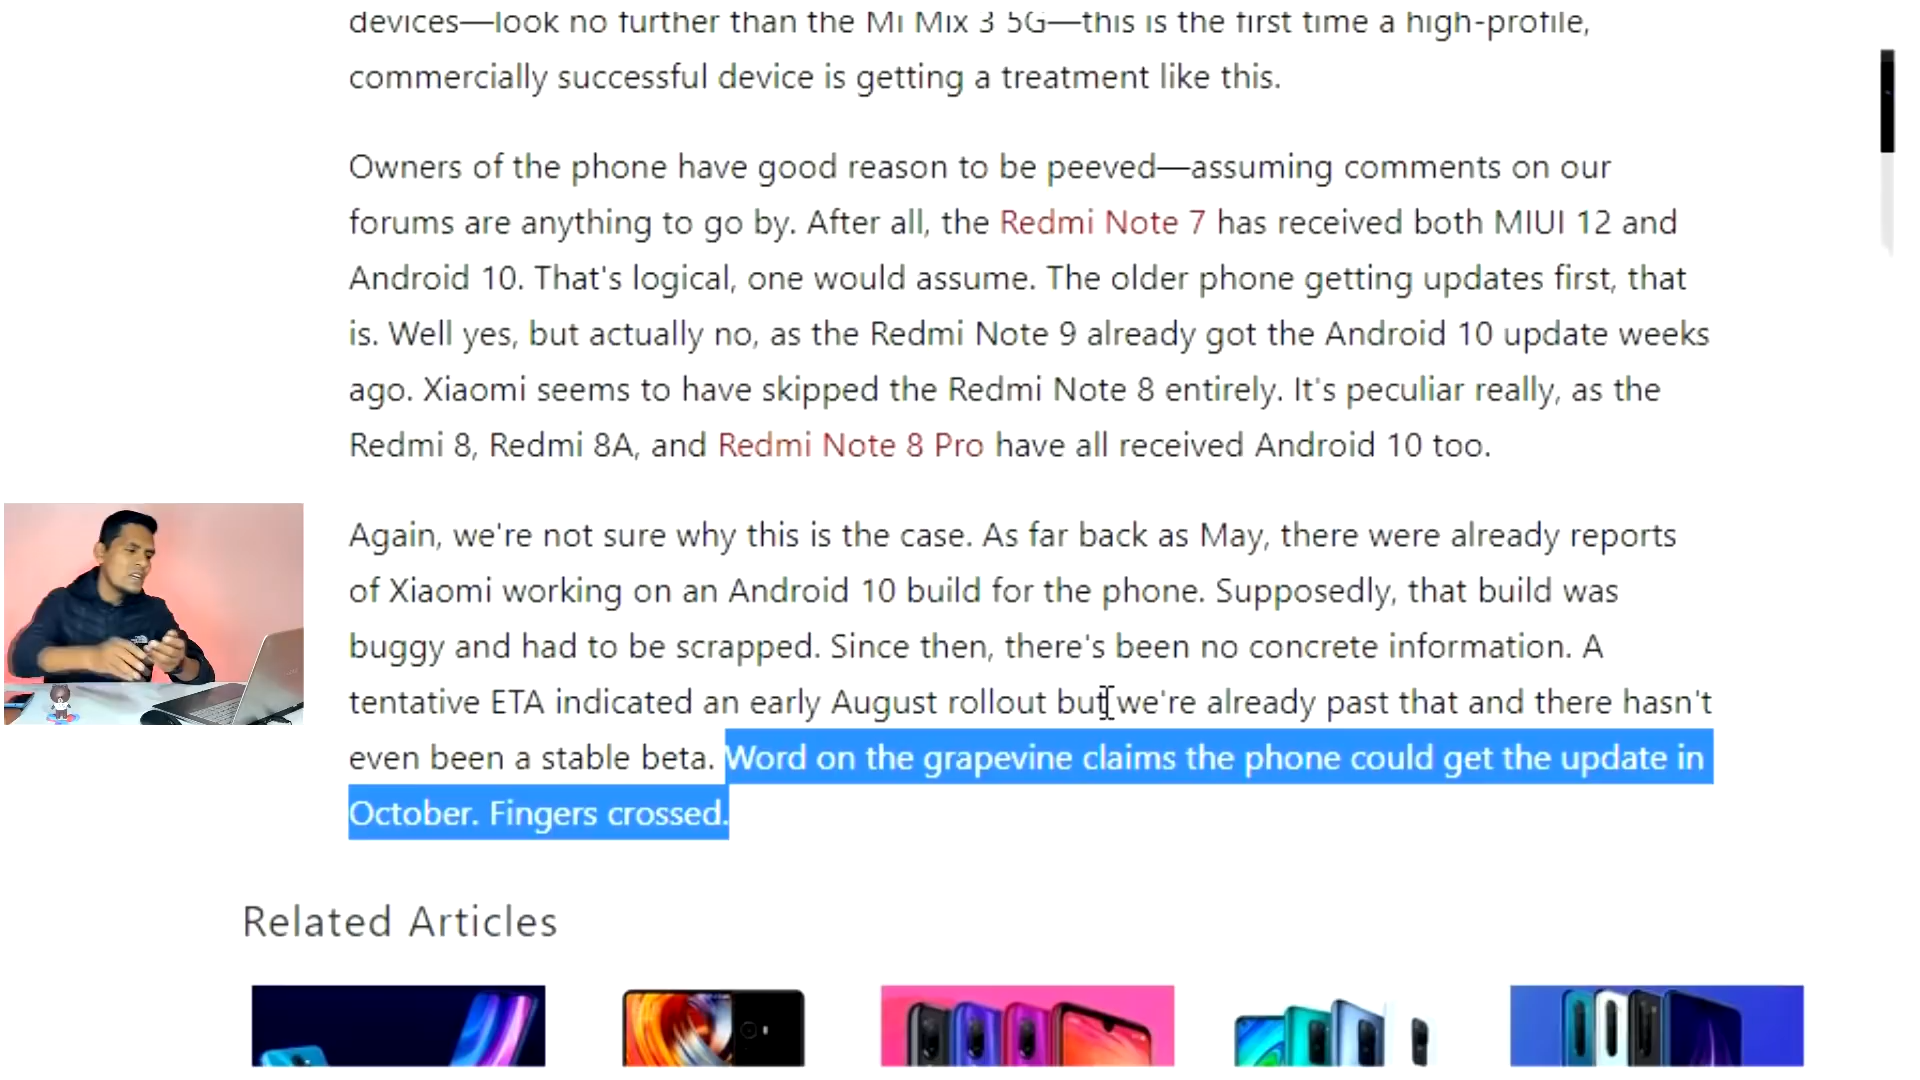 devices—look no further than the Mi Mix 3 5G—this is the first time a high-profile,
commercially successful device is getting a treatment like this.
Owners of the phone have good reason to be peeved—assuming comments on our
forums are anything to go by. After all, the Redmi Note 7 has received both MIUI 12 and
Android 10. That's logical, one would assume. The older phone getting updates first, that
is. Well yes, but actually no, as the Redmi Note 9 already got the Android 10 update weeks
ago. Xiaomi seems to have skipped the Redmi Note 8 entirely. It's peculiar really, as the
Redmi 8, Redmi 8A, and Redmi Note 8 Pro have all received Android 10 too.
Again, we're not sure why this is the case. As far back as May, there were already reports
of Xiaomi working on an Android 10 build for the phone. Supposedly, that build was
buggy and had to be scrapped. Since then, there's been no concrete information. A
tentative ETA indicated an early August rollout but we're already past that and there hasn't
even been a stable beta. Word on the grapevine claims the phone could get the update in
October. Fingers crossed.
Related Articles